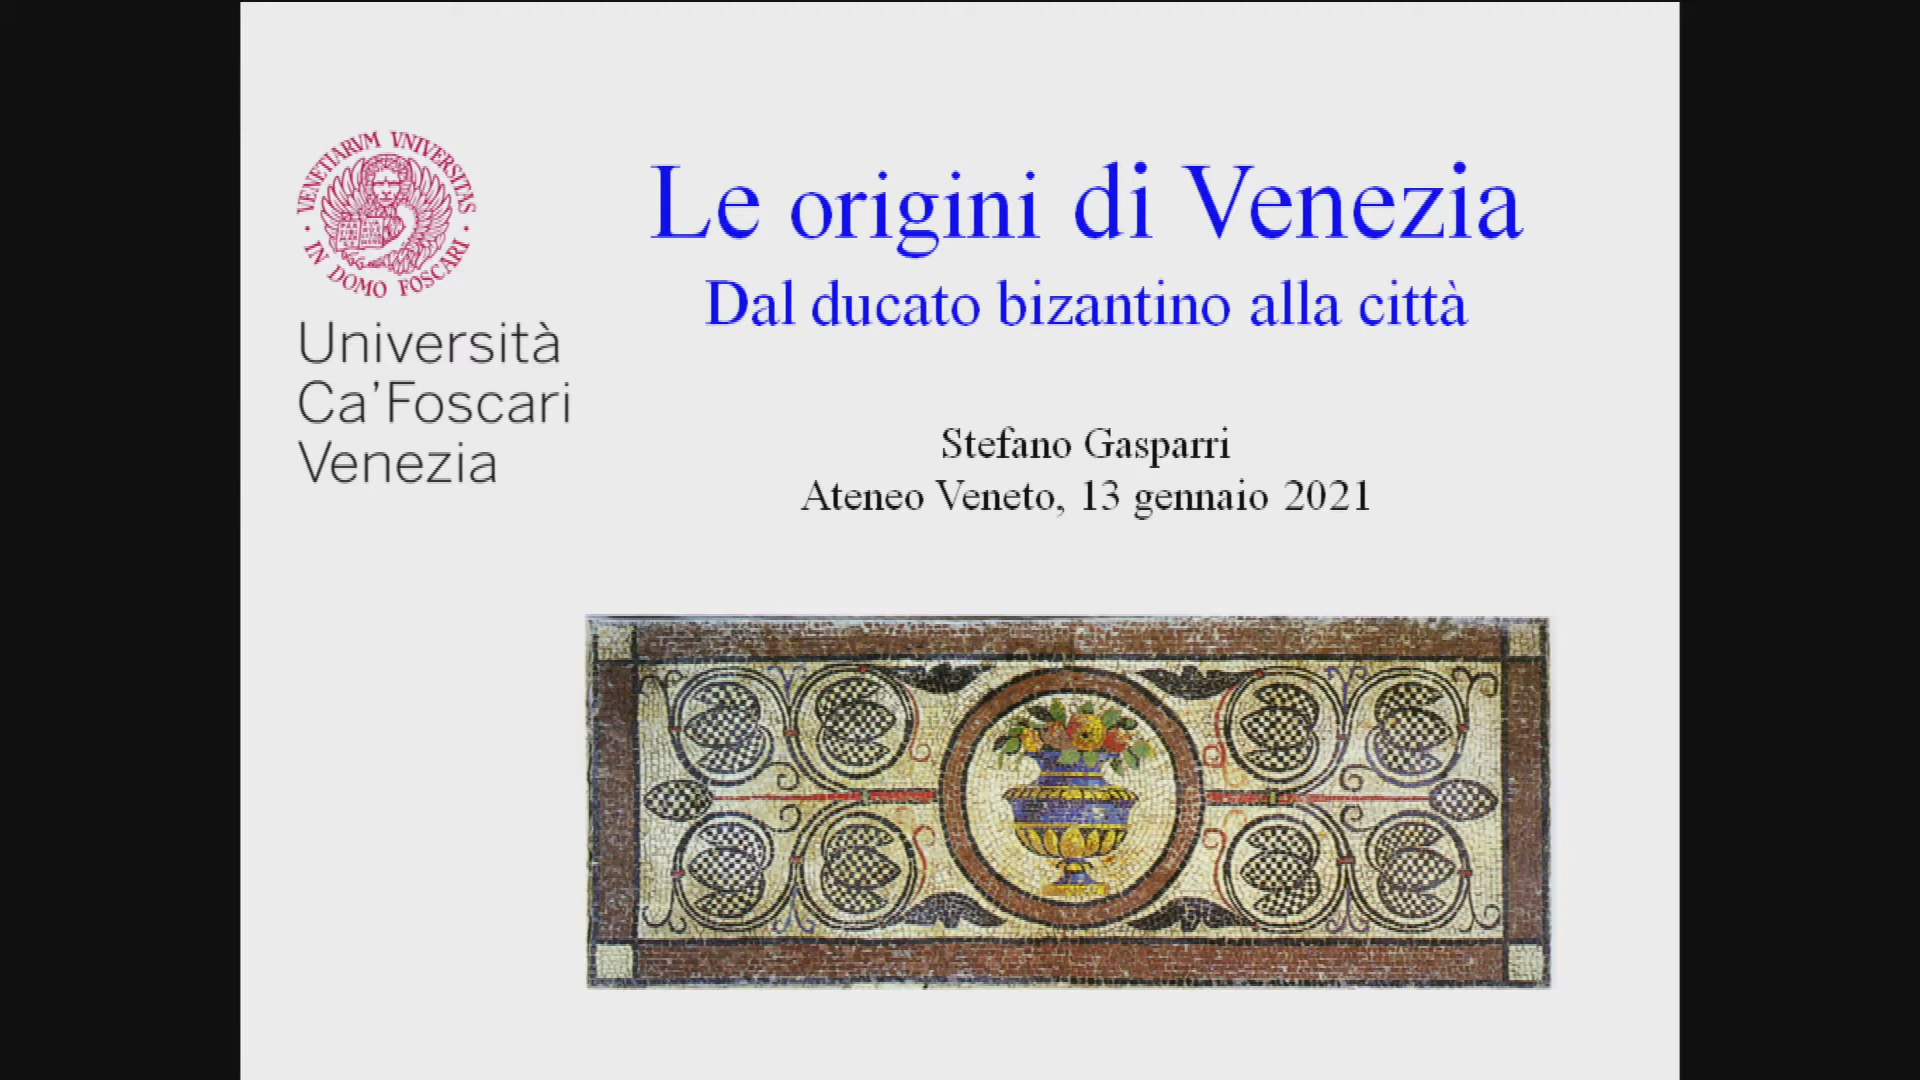 VENETIARVM VNIVERSITAS
IN DOMO FOSCARI
Università
Ca'Foscari
Venezia
Le origini di Venezia
Dal ducato bizantino alla città
Stefano Gasparri
Ateneo Veneto, 13 gennaio 2021